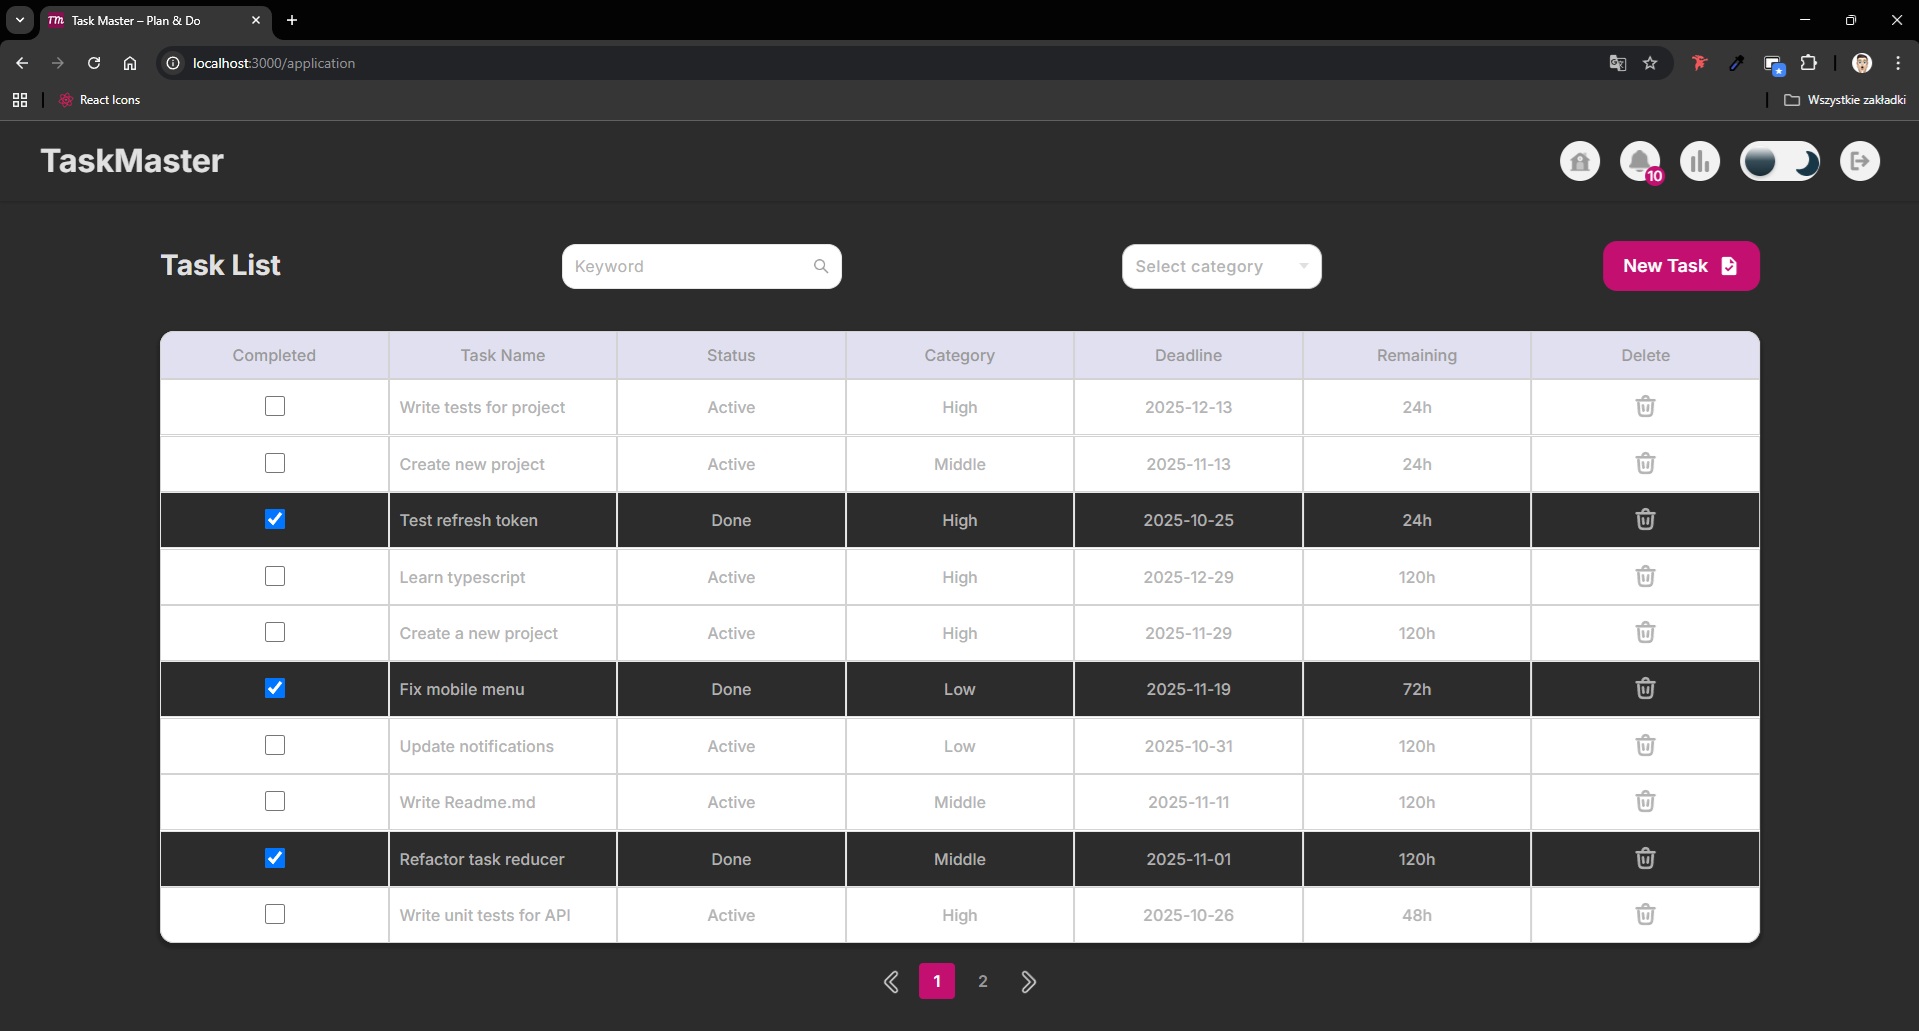 Task Master – Plan & Do
localhost:3000/application
React Icons
Wszystkie zakładki
TaskMaster
10
Task List
Keyword
Select category
New Task
Completed Task Name Status Category Deadline Remaining Delete
Write tests for project Active High 2025-12-13 24h
Create new project Active Middle 2025-11-13 24h
Test refresh token Done High 2025-10-25 24h
Learn typescript Active High 2025-12-29 120h
Create a new project Active High 2025-11-29 120h
Fix mobile menu Done Low 2025-11-19 72h
Update notifications Active Low 2025-10-31 120h
Write Readme.md Active Middle 2025-11-11 120h
Refactor task reducer Done Middle 2025-11-01 120h
Write unit tests for API Active High 2025-10-26 48h
1 2